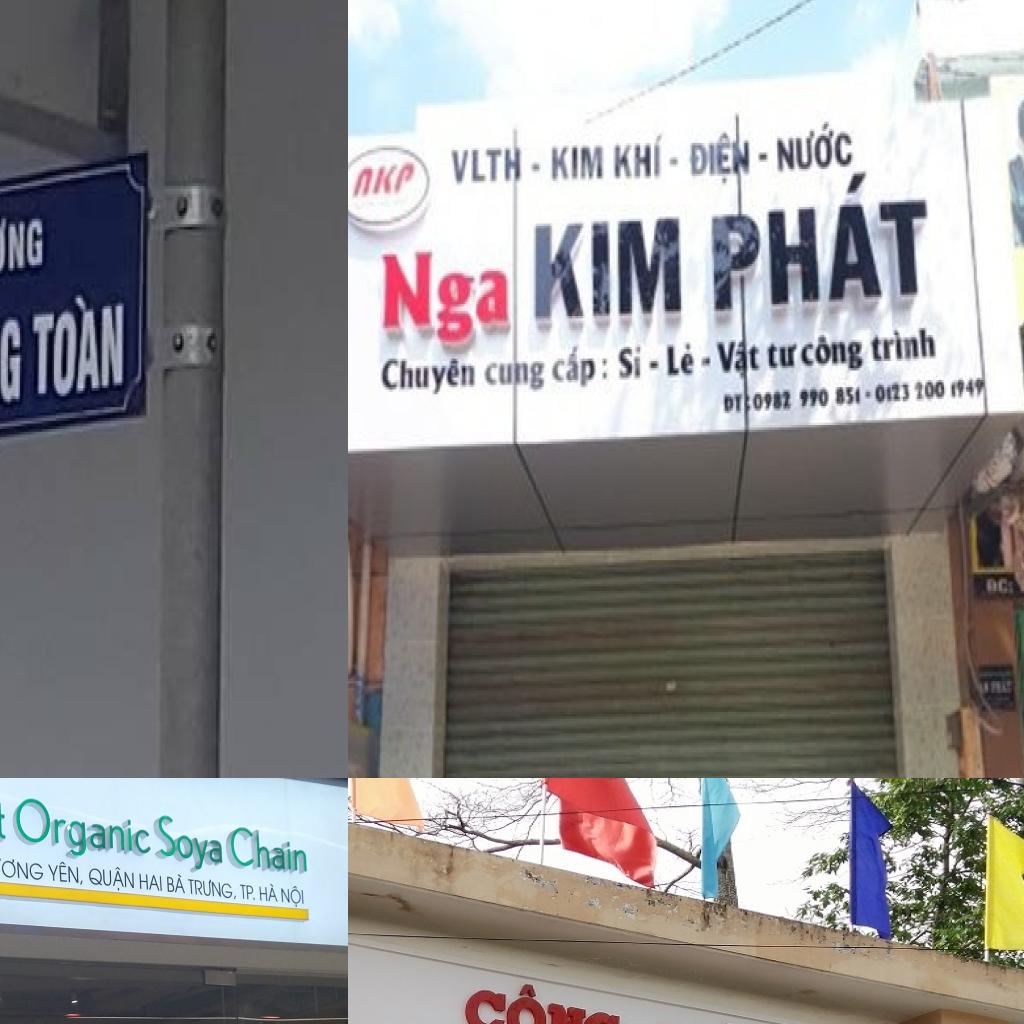 TOÀN
NKP
VLTH - KIM KHÍ - ĐIỆN - NƯỚC
Nga KIM PHÁT
Chuyên cung cấp : Sỉ - Lẻ - Vật tư công trình
ĐT: 0982 990 851 - 0123 200 1949
ĐC:
Organic Soya Chain
YÊN, QUẬN HAI BÀ TRƯNG, TP. HÀ NỘI
CÔNG